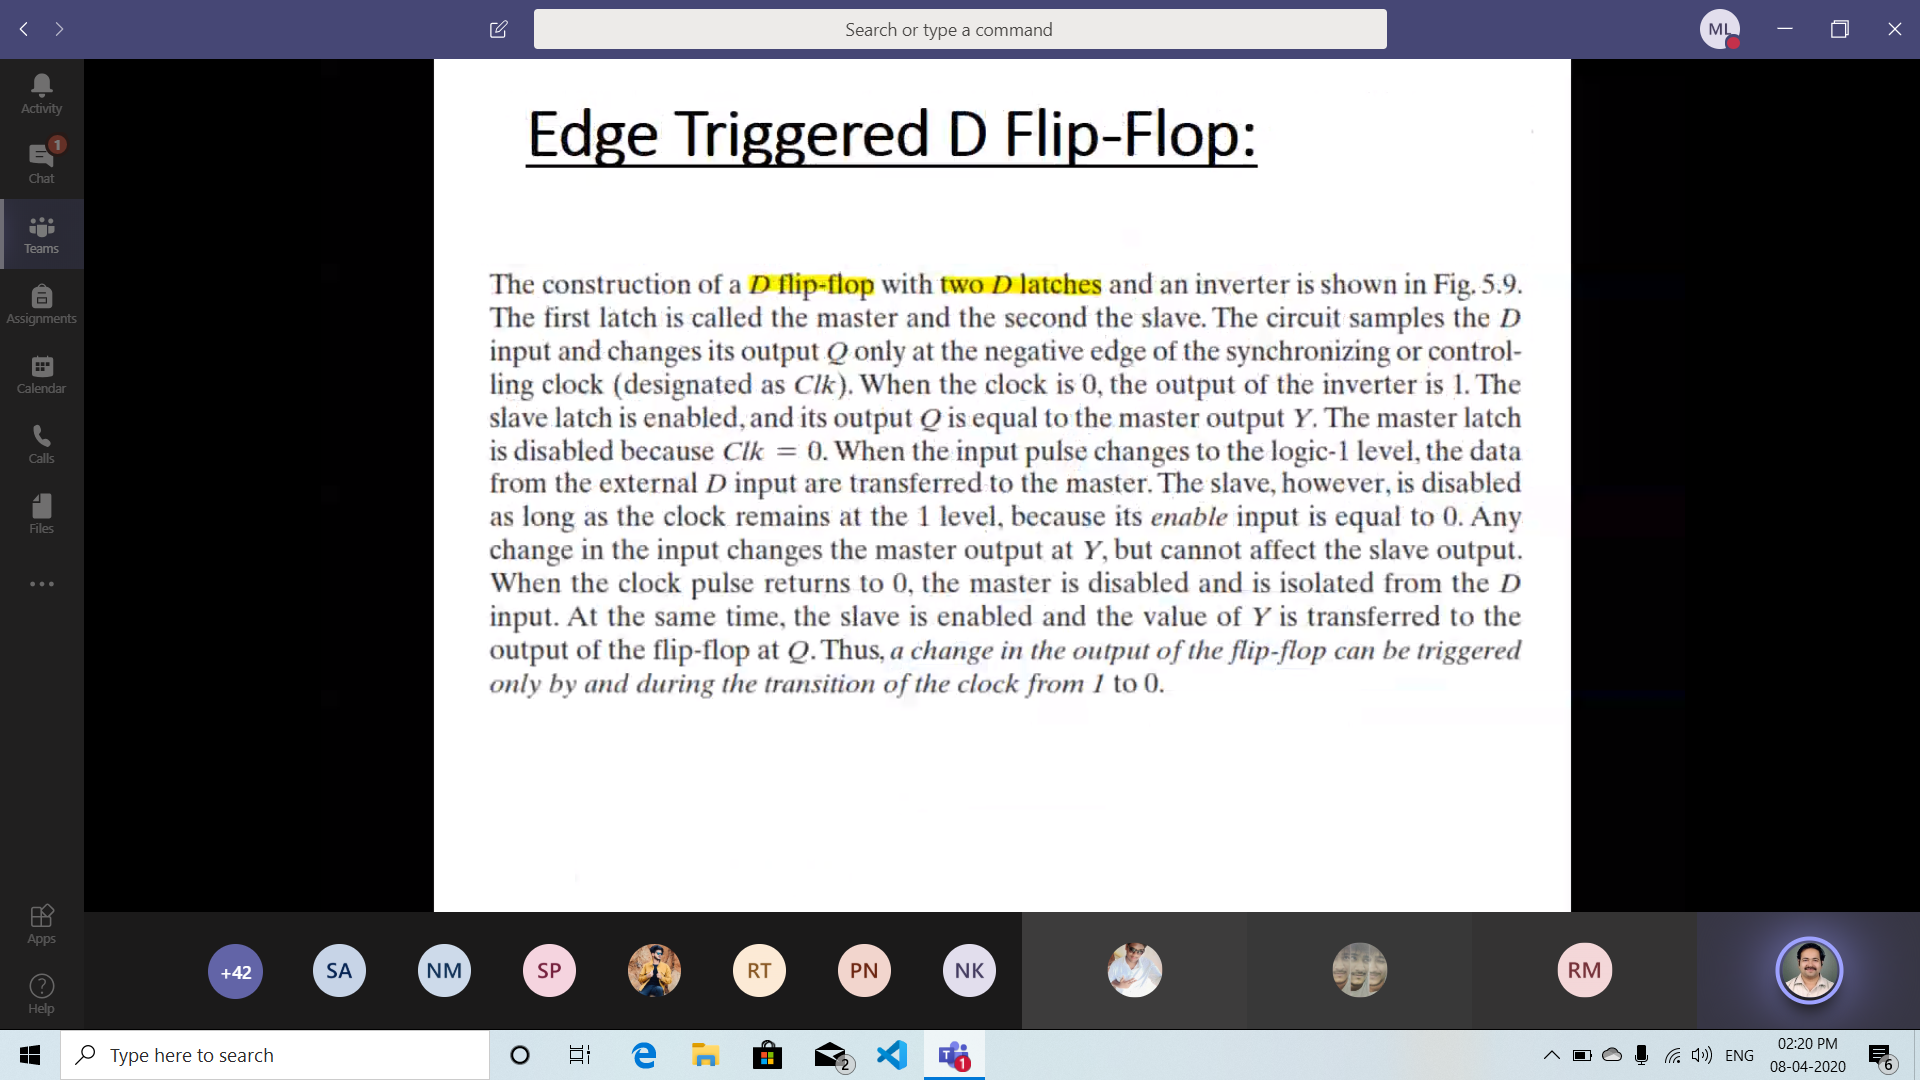 Search or type a command
ML
Activity
1
Chat
Teams
Assignments
Calendar
Calls
Files
Apps
Help
Edge Triggered D Flip-Flop:
The construction of a D flip-flop with two D latches and an inverter is shown in Fig. 5.9.
The first latch is called the master and the second the slave. The circuit samples the D
input and changes its output Q only at the negative edge of the synchronizing or control-
ling clock (designated as Clk). When the clock is 0, the output of the inverter is 1. The
slave latch is enabled, and its output Q is equal to the master output Y. The master latch
is disabled because Clk = 0. When the input pulse changes to the logic-1 level, the data
from the external D input are transferred to the master. The slave, however, is disabled
as long as the clock remains at the 1 level, because its enable input is equal to 0. Any
change in the input changes the master output at Y, but cannot affect the slave output.
When the clock pulse returns to 0, the master is disabled and is isolated from the D
input. At the same time, the slave is enabled and the value of Y is transferred to the
output of the flip-flop at Q. Thus, a change in the output of the flip-flop can be triggered
only by and during the transition of the clock from 1 to 0.
+42
SA
NM
SP
RT
PN
NK
RM
Type here to search
2
T
1
ENG
02:20 PM
08-04-2020
6